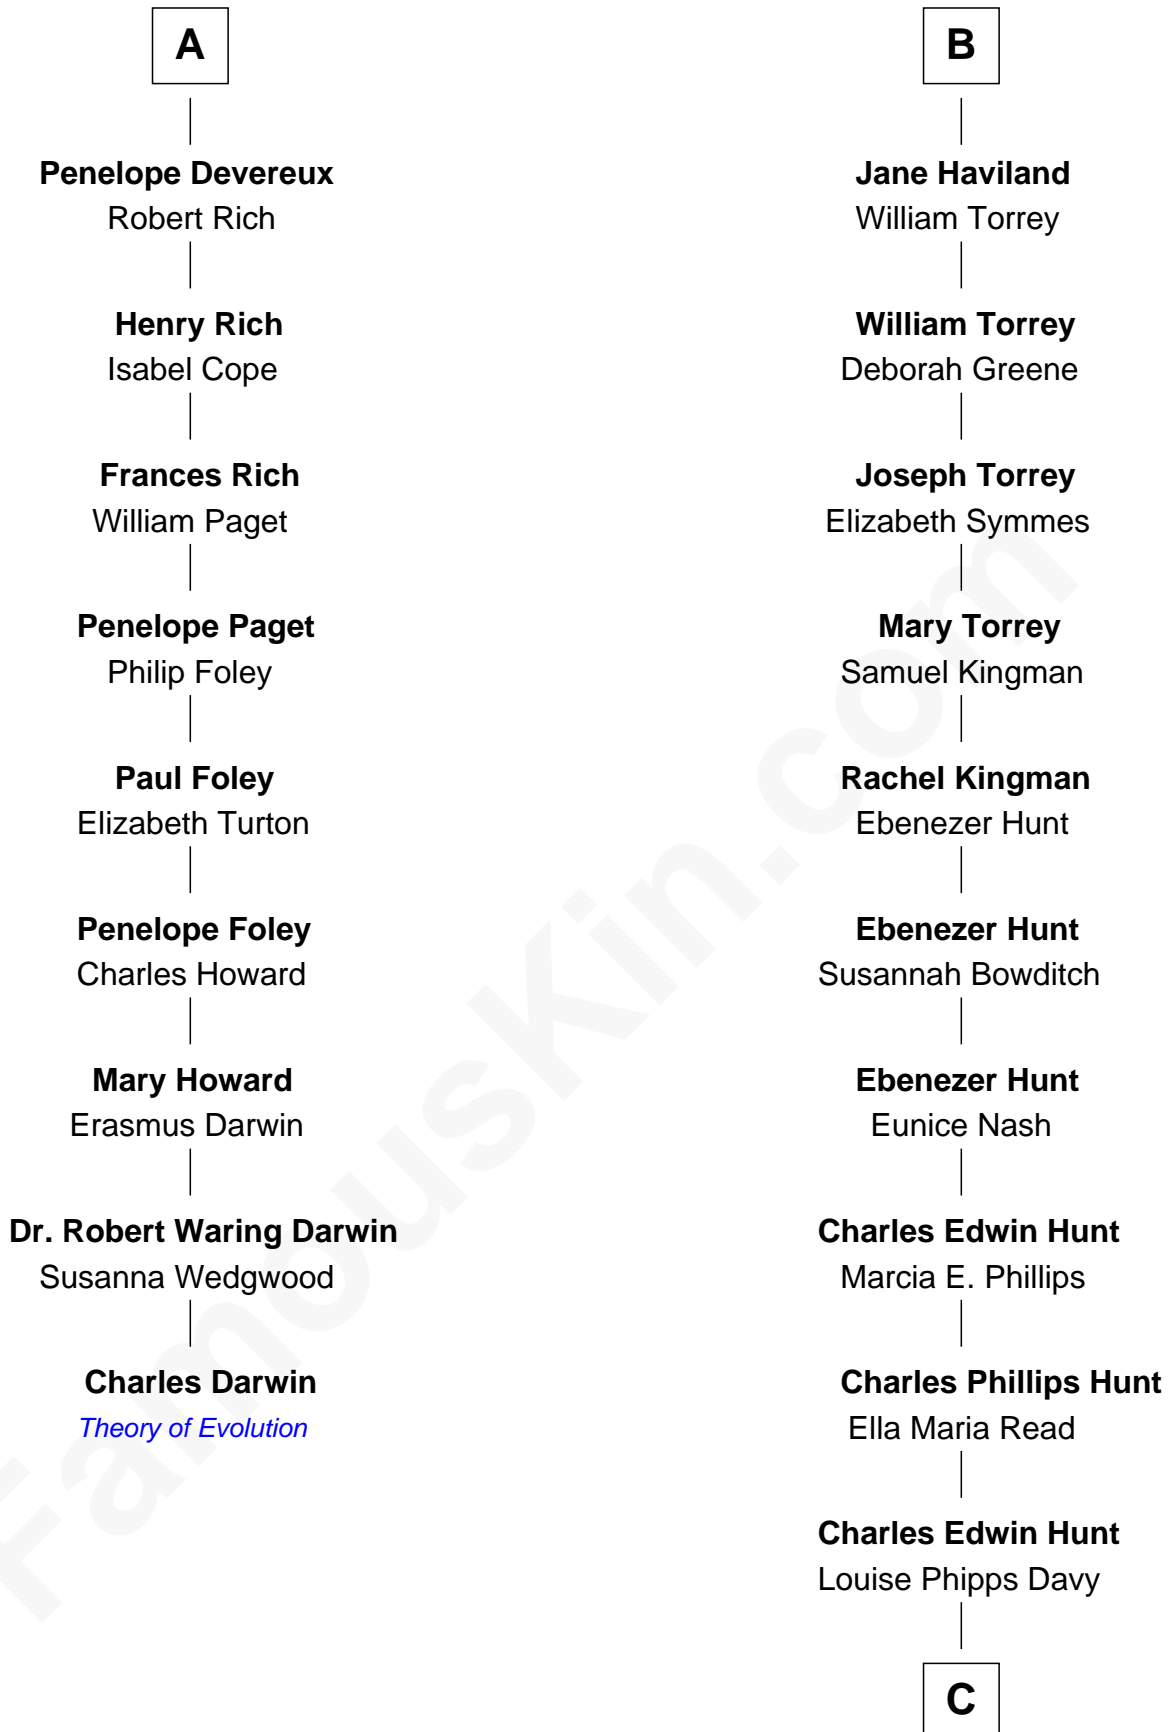 A
Penelope Devereux
Robert Rich
Henry Rich
Isabel Cope
Frances Rich
William Paget
Penelope Paget
Philip Foley
Paul Foley
Elizabeth Turton
Penelope Foley
Charles Howard
Mary Howard
Erasmus Darwin
Dr. Robert Waring Darwin
Susanna Wedgwood
Charles Darwin
Theory of Evolution
B
Jane Haviland
William Torrey
William Torrey
Deborah Greene
Joseph Torrey
Elizabeth Symmes
Mary Torrey
Samuel Kingman
Rachel Kingman
Ebenezer Hunt
Ebenezer Hunt
Susannah Bowditch
Ebenezer Hunt
Eunice Nash
Charles Edwin Hunt
Marcia E. Phillips
Charles Phillips Hunt
Ella Maria Read
Charles Edwin Hunt
Louise Phipps Davy
C
FamousKin.com